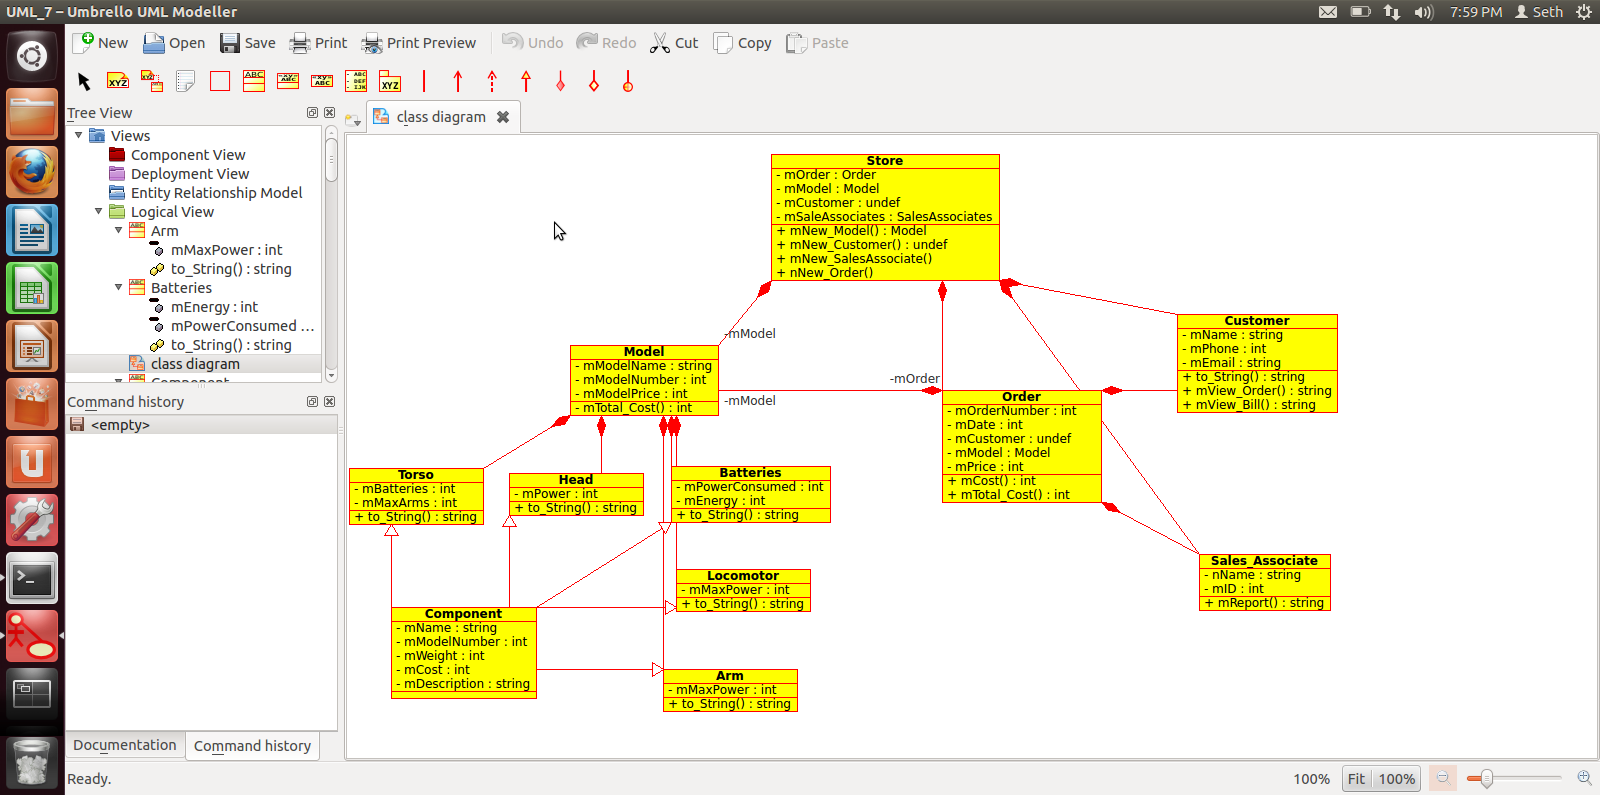 UML_7 – Umbrello UML Modeller
7:59 PM
Seth
New Open Save Print Print Preview Undo Redo Cut Copy Paste
Tree View
class diagram
Views
Component View
Deployment View
Entity Relationship Model
Logical View
Arm
mMaxPower : int
to_String() : string
Batteries
mEnergy : int
mPowerConsumed ...
to_String() : string
class diagram
Component
Command history
<empty>
Documentation
Command history
Ready.
Store
- mOrder : Order
- mModel : Model
- mCustomer : undef
- mSaleAssociates : SalesAssociates
+ mNew_Model() : Model
+ mNew_Customer() : undef
+ mNew_SalesAssociate()
+ nNew_Order()
-mModel
Model
- mModelName : string
- mModelNumber : int
- mModelPrice : int
- mTotal_Cost() : int
-mOrder
-mModel
Customer
- mName : string
- mPhone : int
- mEmail : string
+ to_String() : string
+ mView_Order() : string
+ mView_Bill() : string
Order
- mOrderNumber : int
- mDate : int
- mCustomer : undef
- mModel : Model
- mPrice : int
+ mCost() : int
+ mTotal_Cost() : int
Torso
- mBatteries : int
- mMaxArms : int
+ to_String() : string
Head
- mPower : int
+ to_String() : string
Batteries
- mPowerConsumed : int
- mEnergy : int
+ to_String() : string
Locomotor
- mMaxPower : int
+ to_String() : string
Sales_Associate
- nName : string
- mID : int
+ mReport() : string
Component
- mName : string
- mModelNumber : int
- mWeight : int
- mCost : int
- mDescription : string
Arm
- mMaxPower : int
+ to_String() : string
100% Fit 100%